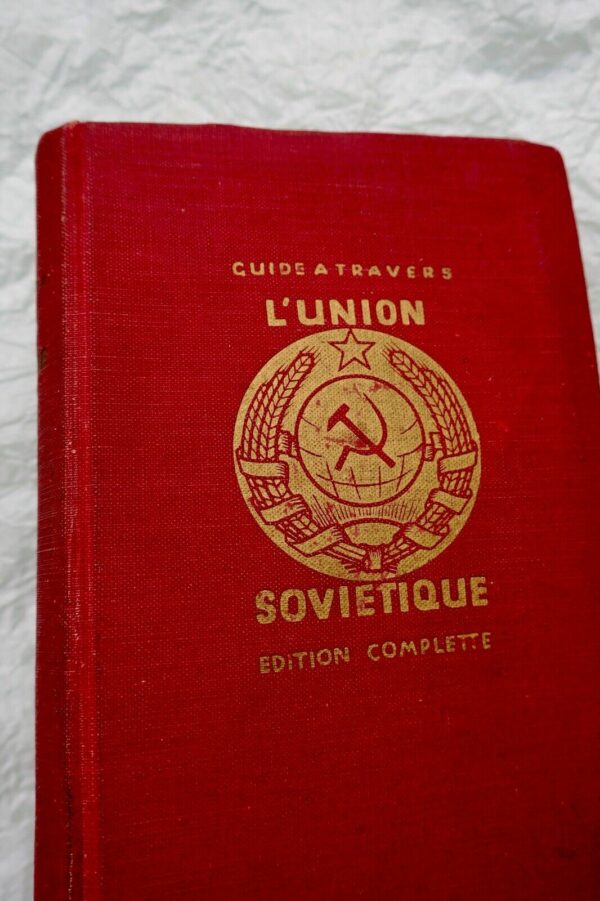 GUIDE A TRAVERS
L'UNION
SOVIETIQUE
EDITION COMPLETTE